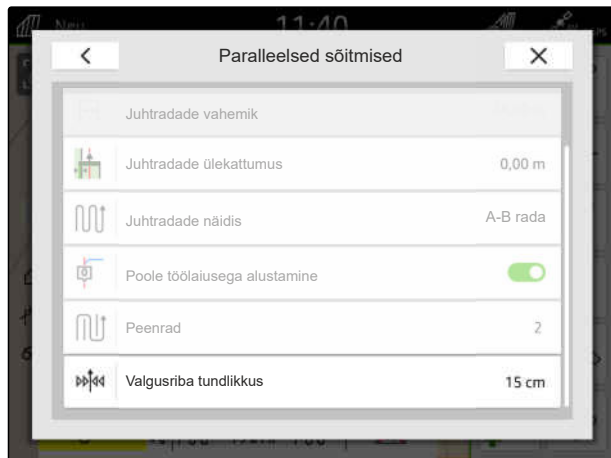 Neu 11:40
Paralleelsed sõitmised
Juhtradade vahemik
Juhtradade ülekattumus 0,00 m
Juhtradade näidis A-B rada
Poole töölaiusega alustamine
Peenrad 2
Valgusriba tundlikkus 15 cm